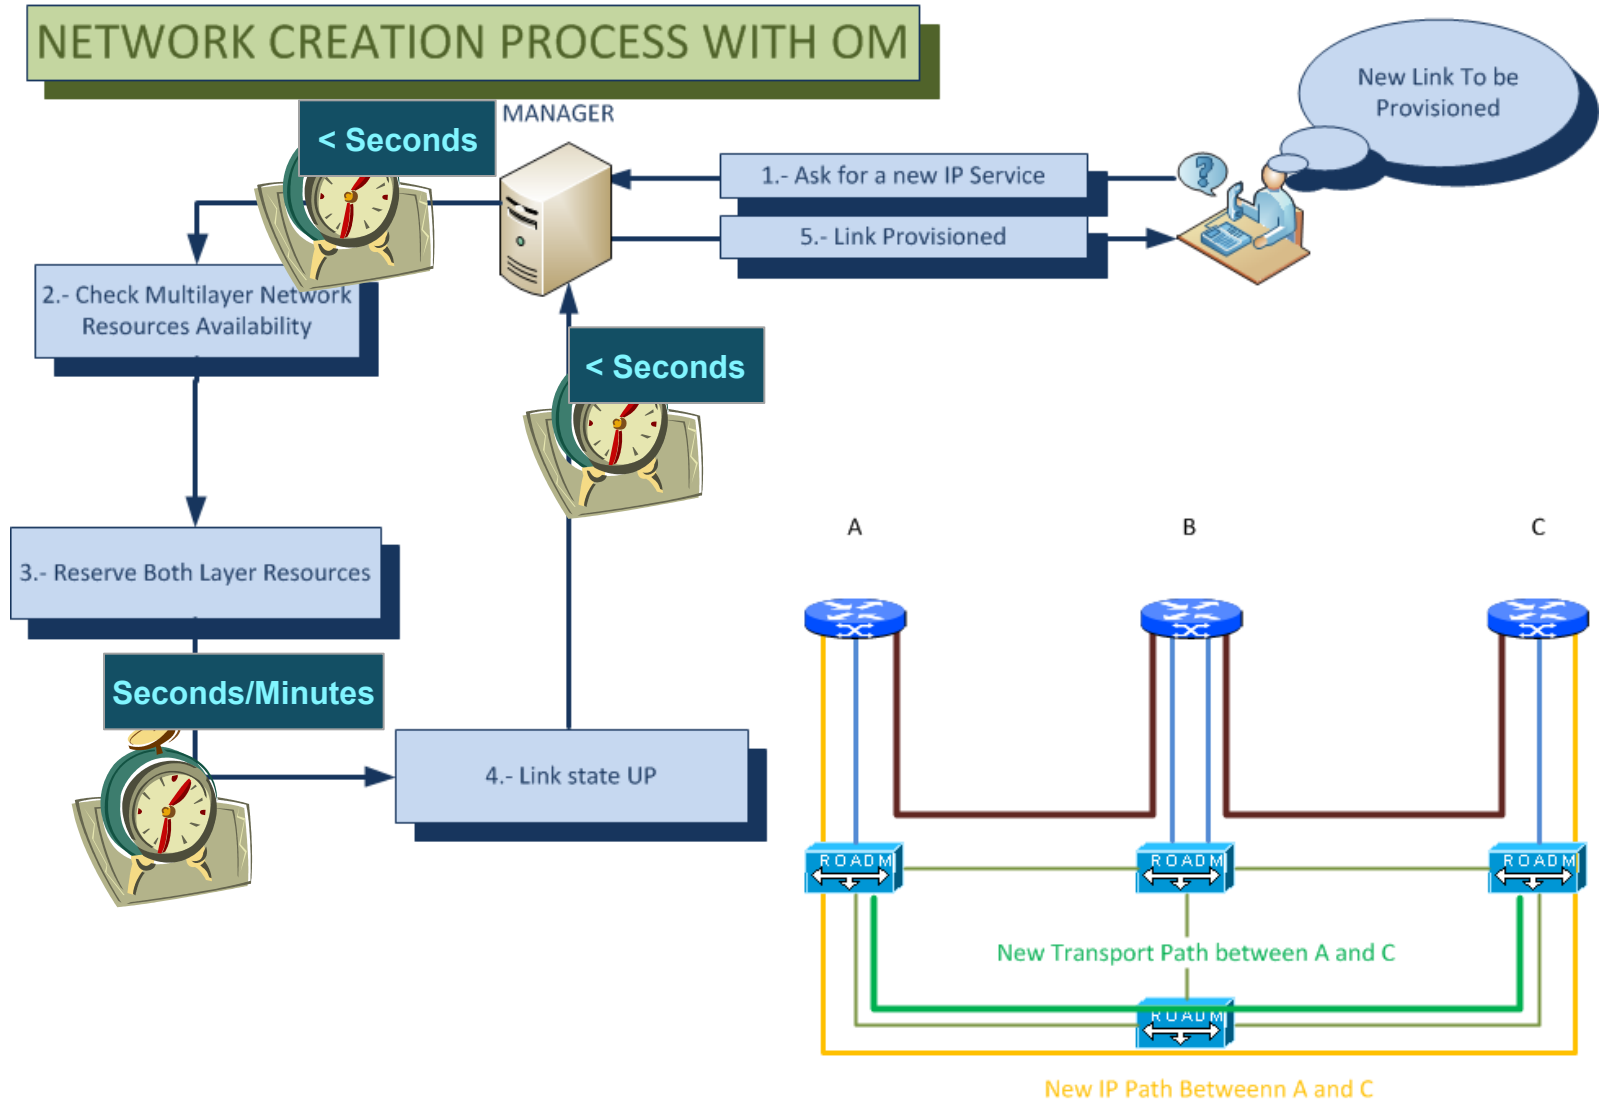 NETWORK CREATION PROCESS WITH OM
New Link To be
Provisioned
< Seconds
MANAGER
1.- Ask for a new IP Service
5.- Link Provisioned
2.- Check Multilayer Network
Resources Availability
< Seconds
3.- Reserve Both Layer Resources
Seconds/Minutes
4.- Link state UP
A
B
C
ROADM
ROADM
ROADM
New Transport Path between A and C
ROADM
New IP Path Betweenn A and C